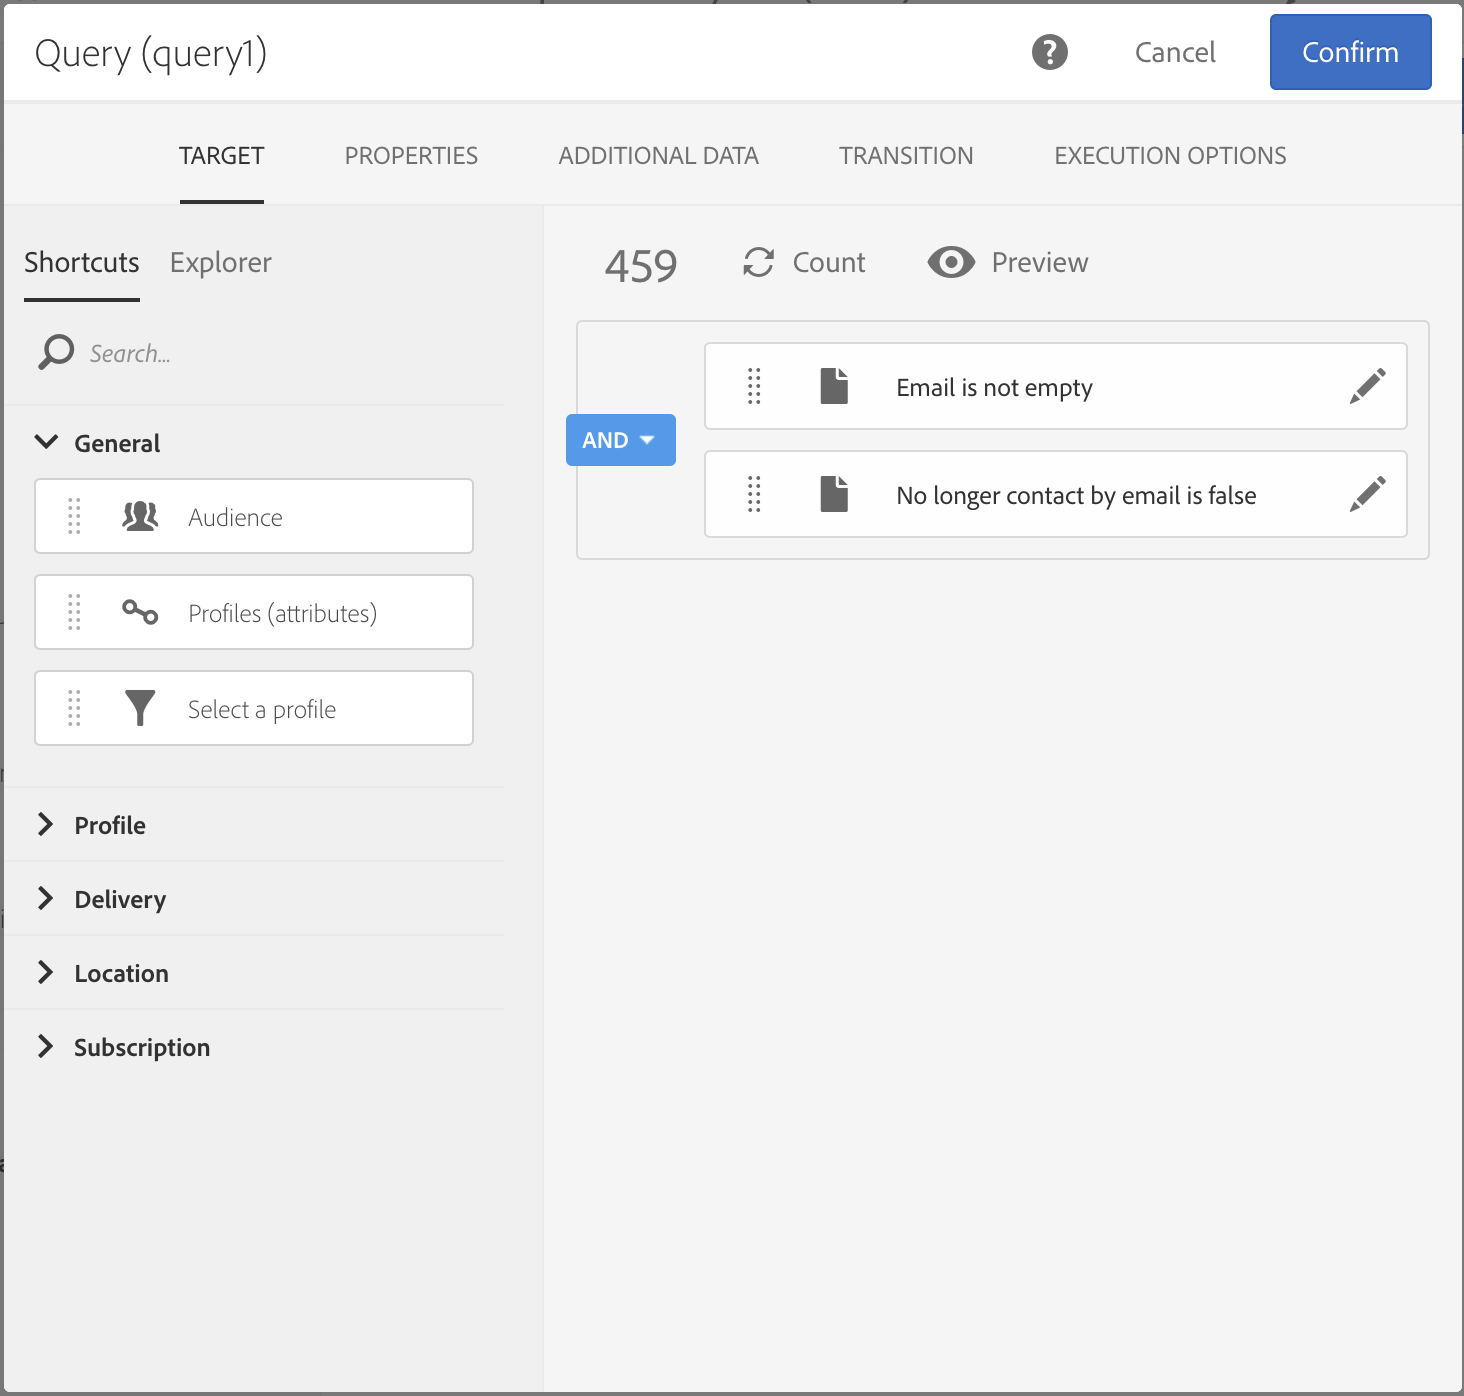 Query (query1)
? Cancel Confirm
TARGET PROPERTIES ADDITIONAL DATA TRANSITION EXECUTION OPTIONS
Shortcuts Explorer
Search...
General
Audience
Profiles (attributes)
Select a profile
Profile
Delivery
Location
Subscription
459 Count Preview
AND
Email is not empty
No longer contact by email is false